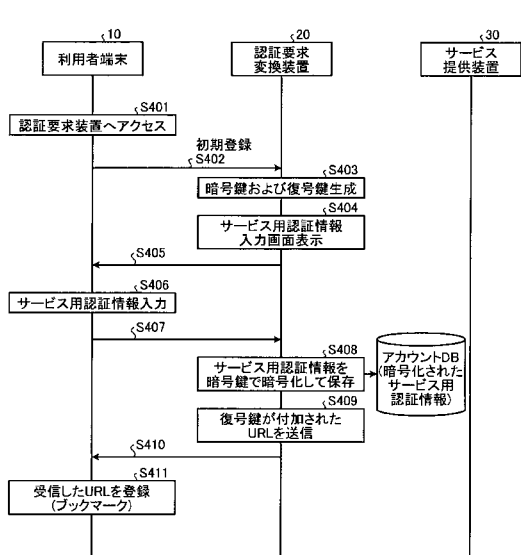 10
利用者端末
20
認証要求
変換装置
30
サービス
提供装置
S401
認証要求装置へアクセス
初期登録
S402
S403
暗号鍵および復号鍵生成
S404
サービス用認証情報
入力画面表示
S405
S406
サービス用認証情報入力
S407
S408
サービス用認証情報を
暗号鍵で暗号化して保存
アカウントDB
(暗号化された
サービス用
認証情報)
S409
復号鍵が付加された
URLを送信
S410
S411
受信したURLを登録
(ブックマーク)